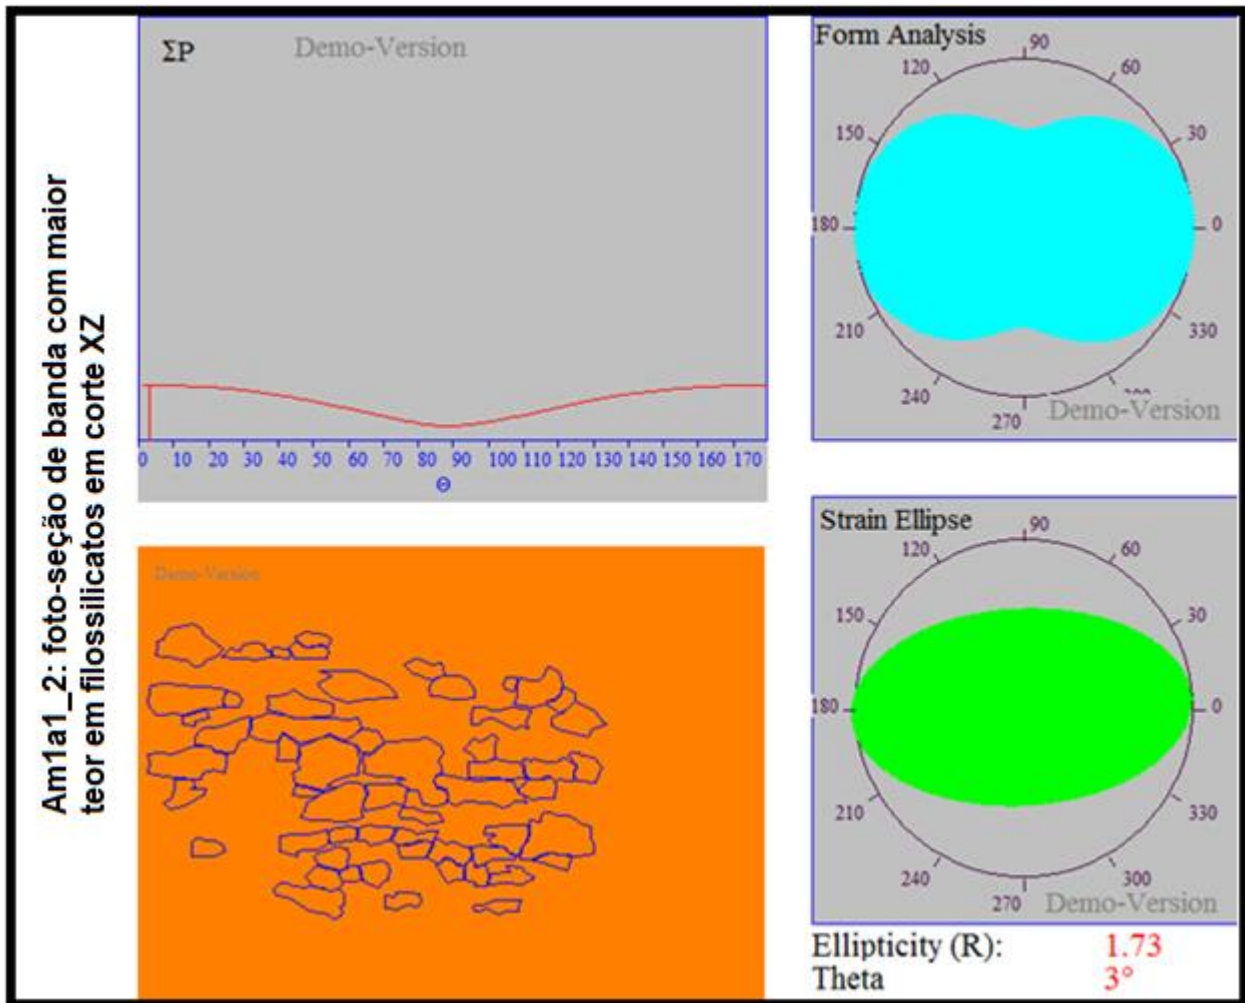 Am1a1_2: foto-seção de banda com maior
teor em filossilicatos em corte XZ
ΣP
Demo-Version
0 10 20 30 40 50 60 70 80 90 100 110 120 130 140 150 160 170
Θ
Demo-Version
Form Analysis
90
120 60
150 30
180 0
210 330
240
270
Demo-Version
Strain Ellipse
90
120 60
150 30
180 0
210 330
240 300
270 Demo-Version
Ellipticity (R): 1.73
Theta 3°